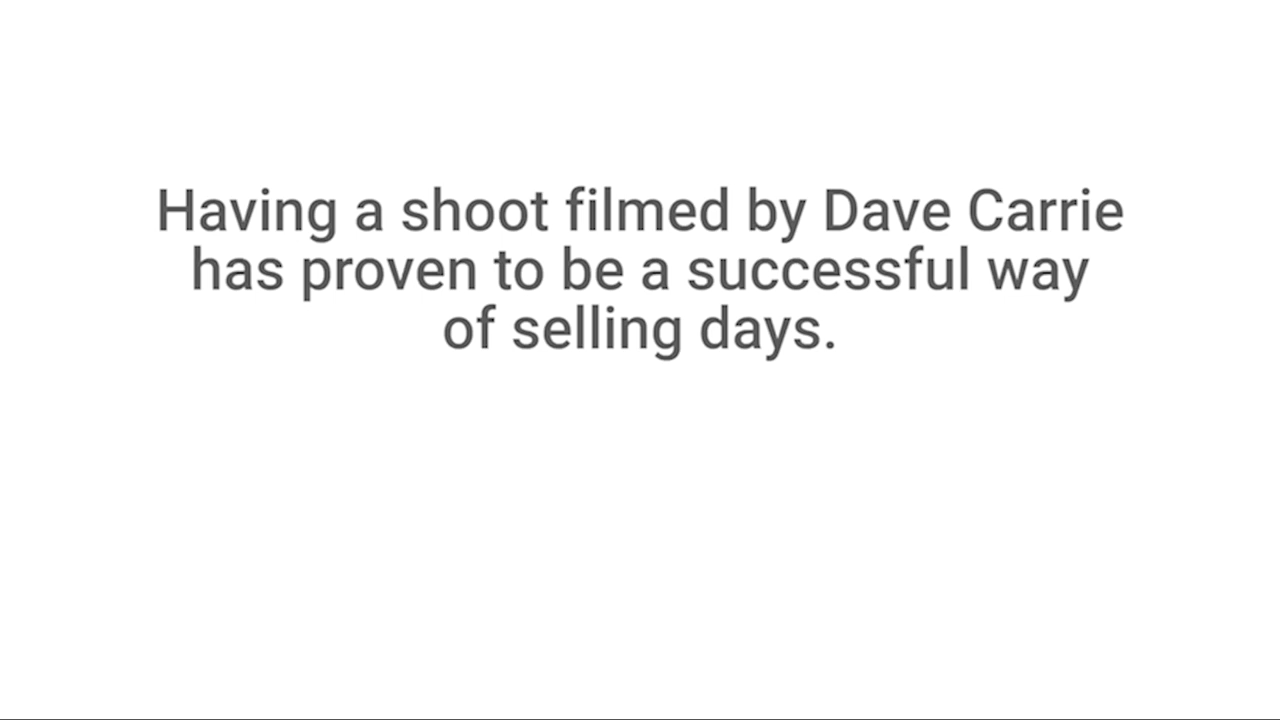 Having a shoot filmed by Dave Carrie
has proven to be a successful way
of selling days.